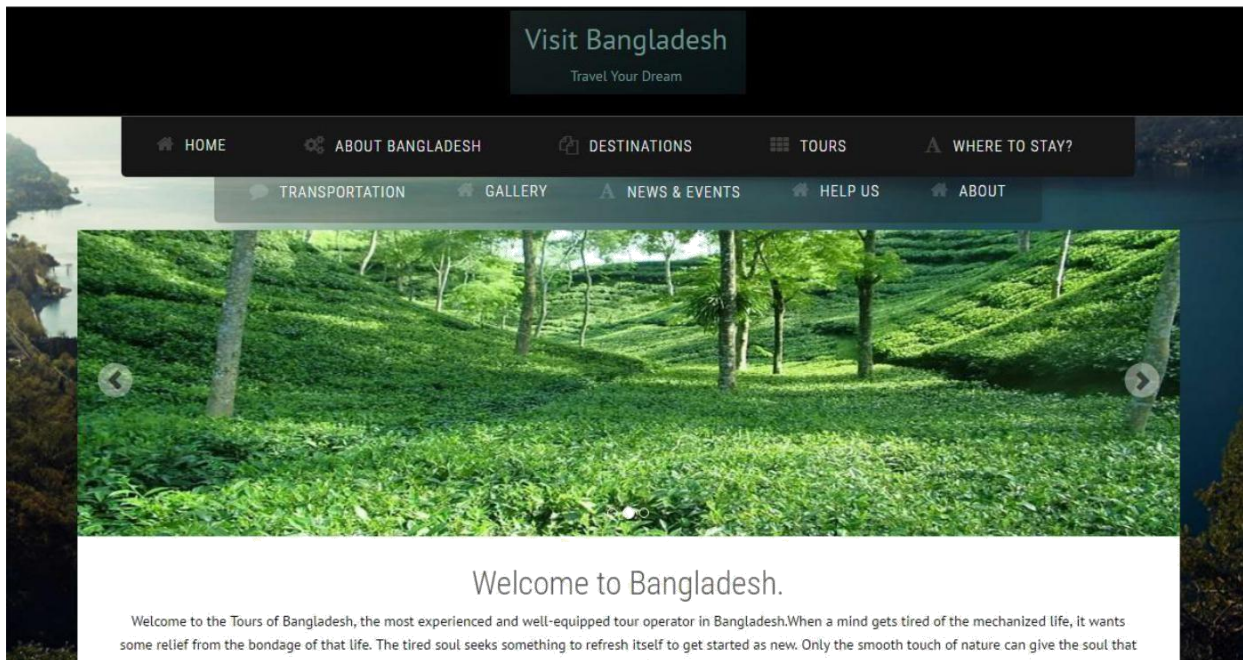 Visit Bangladesh
Travel Your Dream
HOME ABOUT BANGLADESH DESTINATIONS TOURS WHERE TO STAY?
TRANSPORTATION GALLERY NEWS & EVENTS HELP US ABOUT
Welcome to Bangladesh.
Welcome to the Tours of Bangladesh, the most experienced and well-equipped tour operator in Bangladesh.When a mind gets tired of the mechanized life, it wants
some relief from the bondage of that life. The tired soul seeks something to refresh itself to get started as new. Only the smooth touch of nature can give the soul that